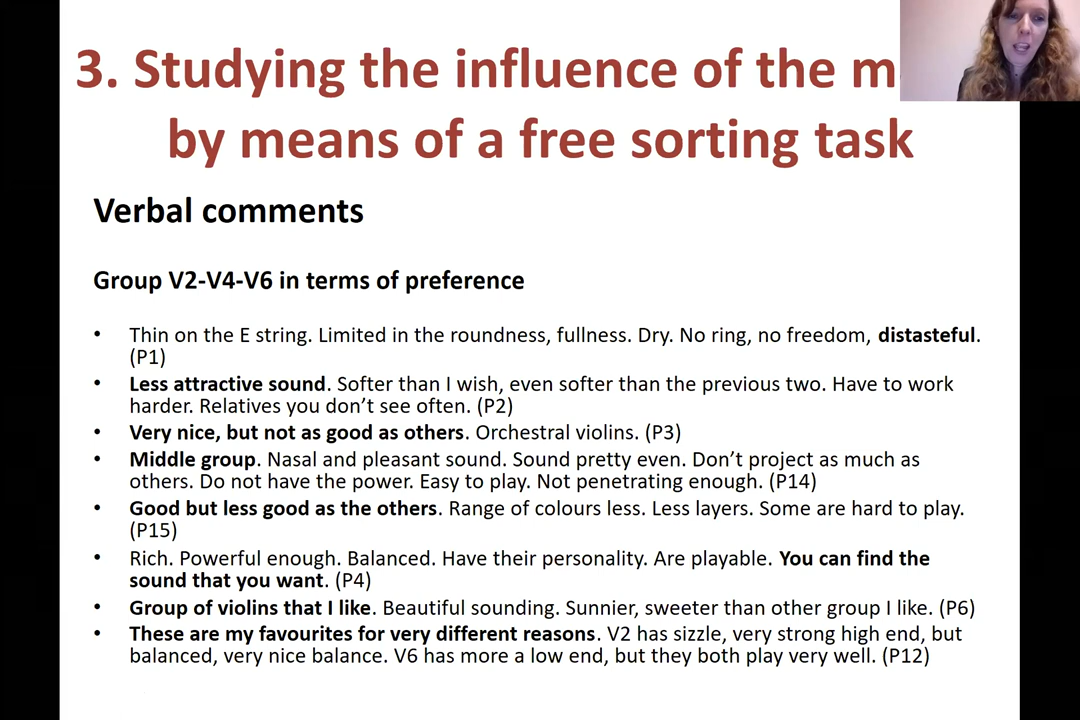 3. Studying the influence of the
by means of a free sorting task
Verbal comments
Group V2-V4-V6 in terms of preference
• Thin on the E string. Limited in the roundness, fullness. Dry. No ring, no freedom, distasteful.
(P1)
• Less attractive sound. Softer than I wish, even softer than the previous two. Have to work
harder. Relatives you don’t see often. (P2)
• Very nice, but not as good as others. Orchestral violins. (P3)
• Middle group. Nasal and pleasant sound. Sound pretty even. Don’t project as much as
others. Do not have the power. Easy to play. Not penetrating enough. (P14)
• Good but less good as the others. Range of colours less. Less layers. Some are hard to play.
(P15)
• Rich. Powerful enough. Balanced. Have their personality. Are playable. You can find the
sound that you want. (P4)
• Group of violins that I like. Beautiful sounding. Sunnier, sweeter than other group I like. (P6)
• These are my favourites for very different reasons. V2 has sizzle, very strong high end, but
balanced, very nice balance. V6 has more a low end, but they both play very well. (P12)